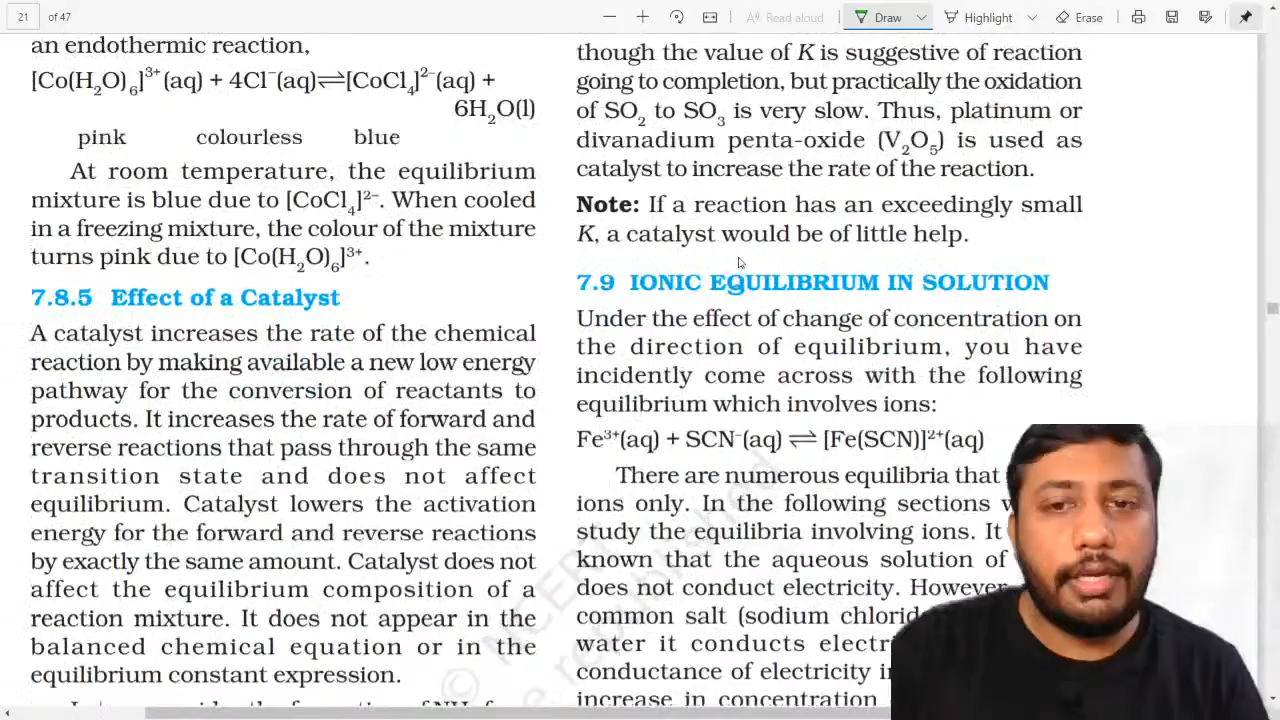 21 of 47 Read aloud Draw Highlight Erase
an endothermic reaction,
[Co(H₂O)₆]³⁺(aq) + 4Cl⁻(aq)⇌[CoCl₄]²⁻(aq) +
6H₂O(l)
pink colourless blue
At room temperature, the equilibrium
mixture is blue due to [CoCl₄]²⁻. When cooled
in a freezing mixture, the colour of the mixture
turns pink due to [Co(H₂O)₆]³⁺.
7.8.5 Effect of a Catalyst
A catalyst increases the rate of the chemical
reaction by making available a new low energy
pathway for the conversion of reactants to
products. It increases the rate of forward and
reverse reactions that pass through the same
transition state and does not affect
equilibrium. Catalyst lowers the activation
energy for the forward and reverse reactions
by exactly the same amount. Catalyst does not
affect the equilibrium composition of a
reaction mixture. It does not appear in the
balanced chemical equation or in the
equilibrium constant expression.
though the value of K is suggestive of reaction
going to completion, but practically the oxidation
of SO₂ to SO₃ is very slow. Thus, platinum or
divanadium penta-oxide (V₂O₅) is used as
catalyst to increase the rate of the reaction.
Note: If a reaction has an exceedingly small
K, a catalyst would be of little help.
7.9 IONIC EQUILIBRIUM IN SOLUTION
Under the effect of change of concentration on
the direction of equilibrium, you have
incidently come across with the following
equilibrium which involves ions:
Fe³⁺(aq) + SCN⁻(aq) ⇌ [Fe(SCN)]²⁺(aq)
There are numerous equilibria that
ions only. In the following sections
study the equilibria involving ions. It
known that the aqueous solution of
does not conduct electricity. However
common salt (sodium
water it conducts
conductance of electricity
increase in concentration
© NCERT
be republished